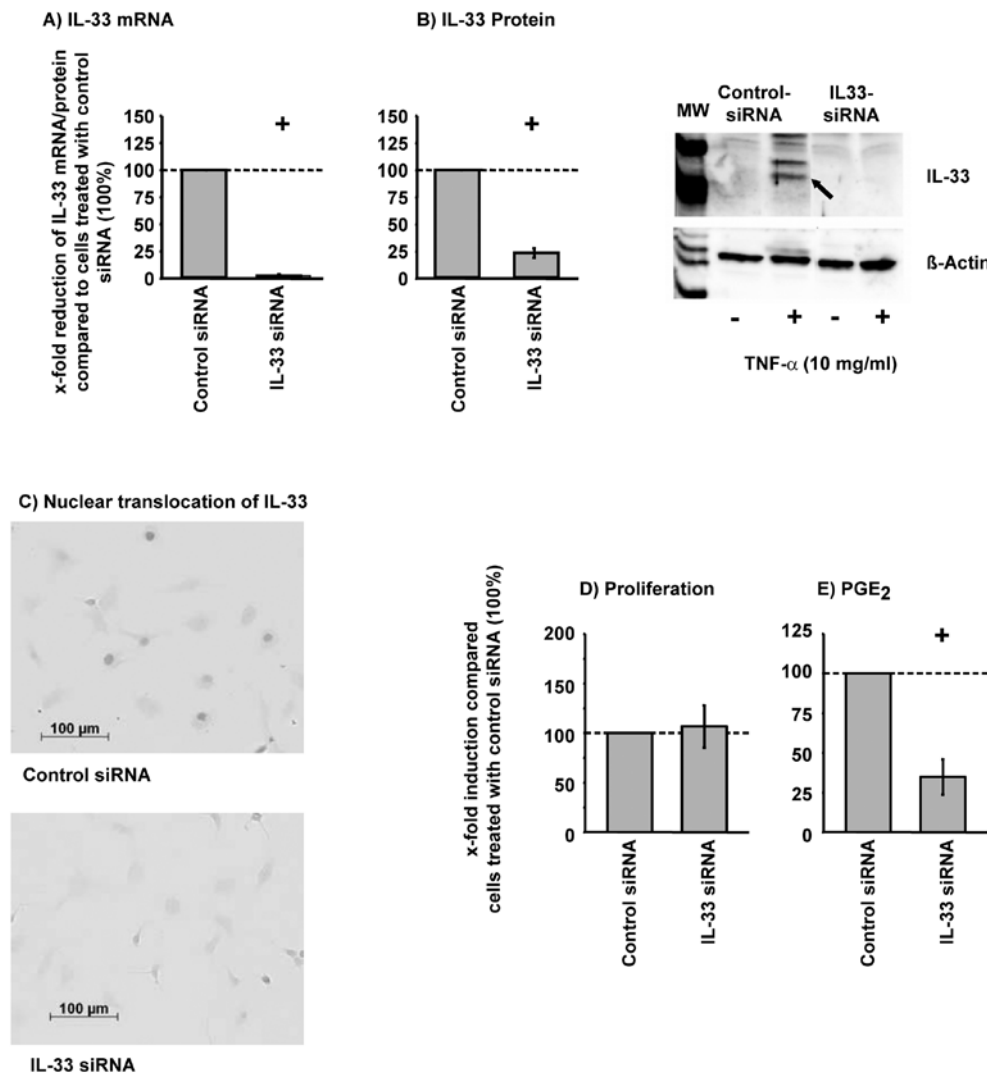 A) IL-33 mRNA
x-fold reduction of IL-33 mRNA/protein
compared to cells treated with control
siRNA (100%)
150
125
100
75
50
25
0
+
Control siRNA
IL-33 siRNA
B) IL-33 Protein
150
125
100
75
50
25
0
+
Control siRNA
IL-33 siRNA
MW
Control-
siRNA
IL33-
siRNA
IL-33
ß-Actin
- + - +
TNF-α (10 mg/ml)
C) Nuclear translocation of IL-33
100 µm
Control siRNA
100 µm
IL-33 siRNA
x-fold induction compared
cells treated with control siRNA (100%)
D) Proliferation
200
150
100
50
0
Control siRNA
IL-33 siRNA
E) PGE2
125
100
75
50
25
0
+
Control siRNA
IL-33 siRNA